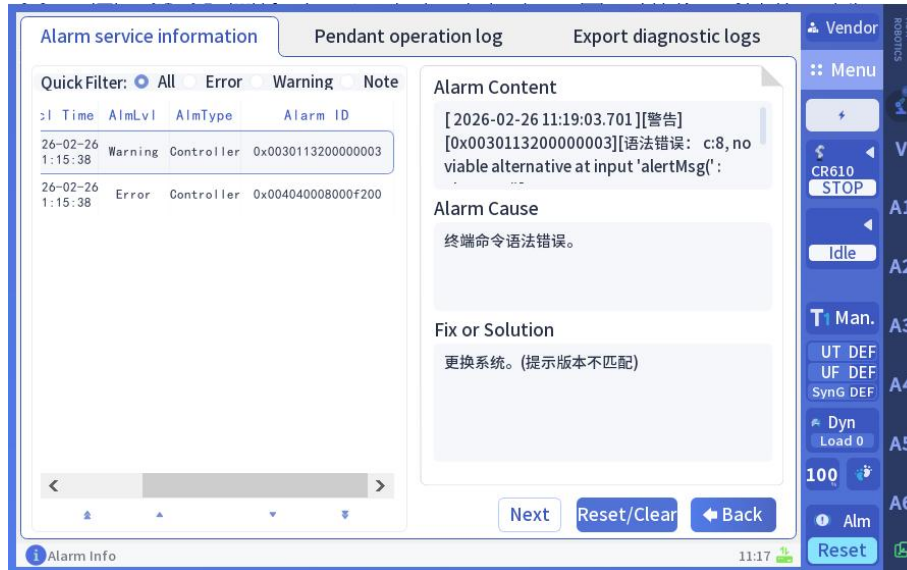 Alarm service information
Pendant operation log
Export diagnostic logs
Quick Filter: All Error Warning Note
cl Time AlmLvl AlmType Alarm ID
26-02-26
1:15:38 Warning Controller 0x0030113200000003
26-02-26
1:15:38 Error Controller 0x004040008000f200
Alarm Content
[ 2026-02-26 11:19:03.701 ][警告]
[0x0030113200000003][语法错误： c:8, no
viable alternative at input 'alertMsg(' :
Alarm Cause
终端命令语法错误。
Fix or Solution
更换系统。(提示版本不匹配)
Next
Reset/Clear
Back
Alarm Info
11:17
Vendor
Menu
CR610
STOP
Idle
T1 Man.
UT DEF
UF DEF
SynG DEF
Dyn
Load 0
100 %
Alm
Reset
ROBOTICS
V
A1
A2
A3
A4
A5
A6